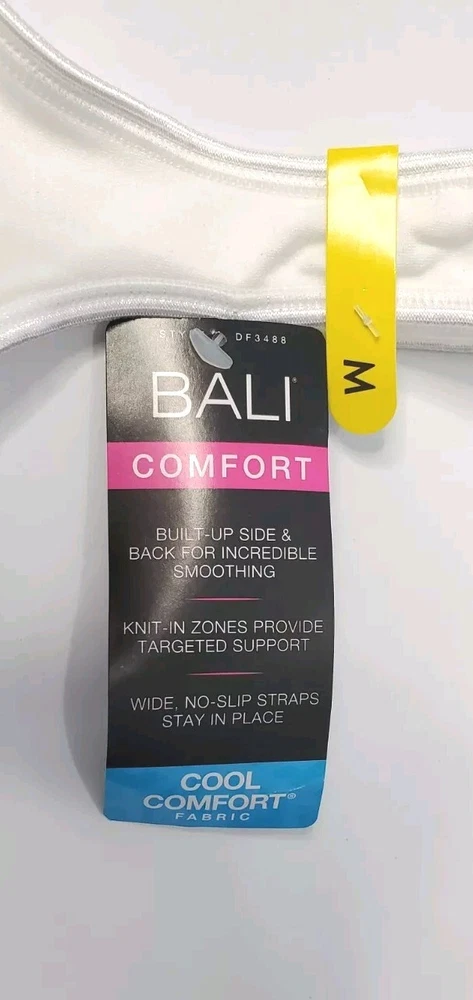 STY DF3488
BALI®
COMFORT
BUILT-UP SIDE &
BACK FOR INCREDIBLE
SMOOTHING
KNIT-IN ZONES PROVIDE
TARGETED SUPPORT
WIDE, NO-SLIP STRAPS
STAY IN PLACE
COOL
COMFORT®
FABRIC
M